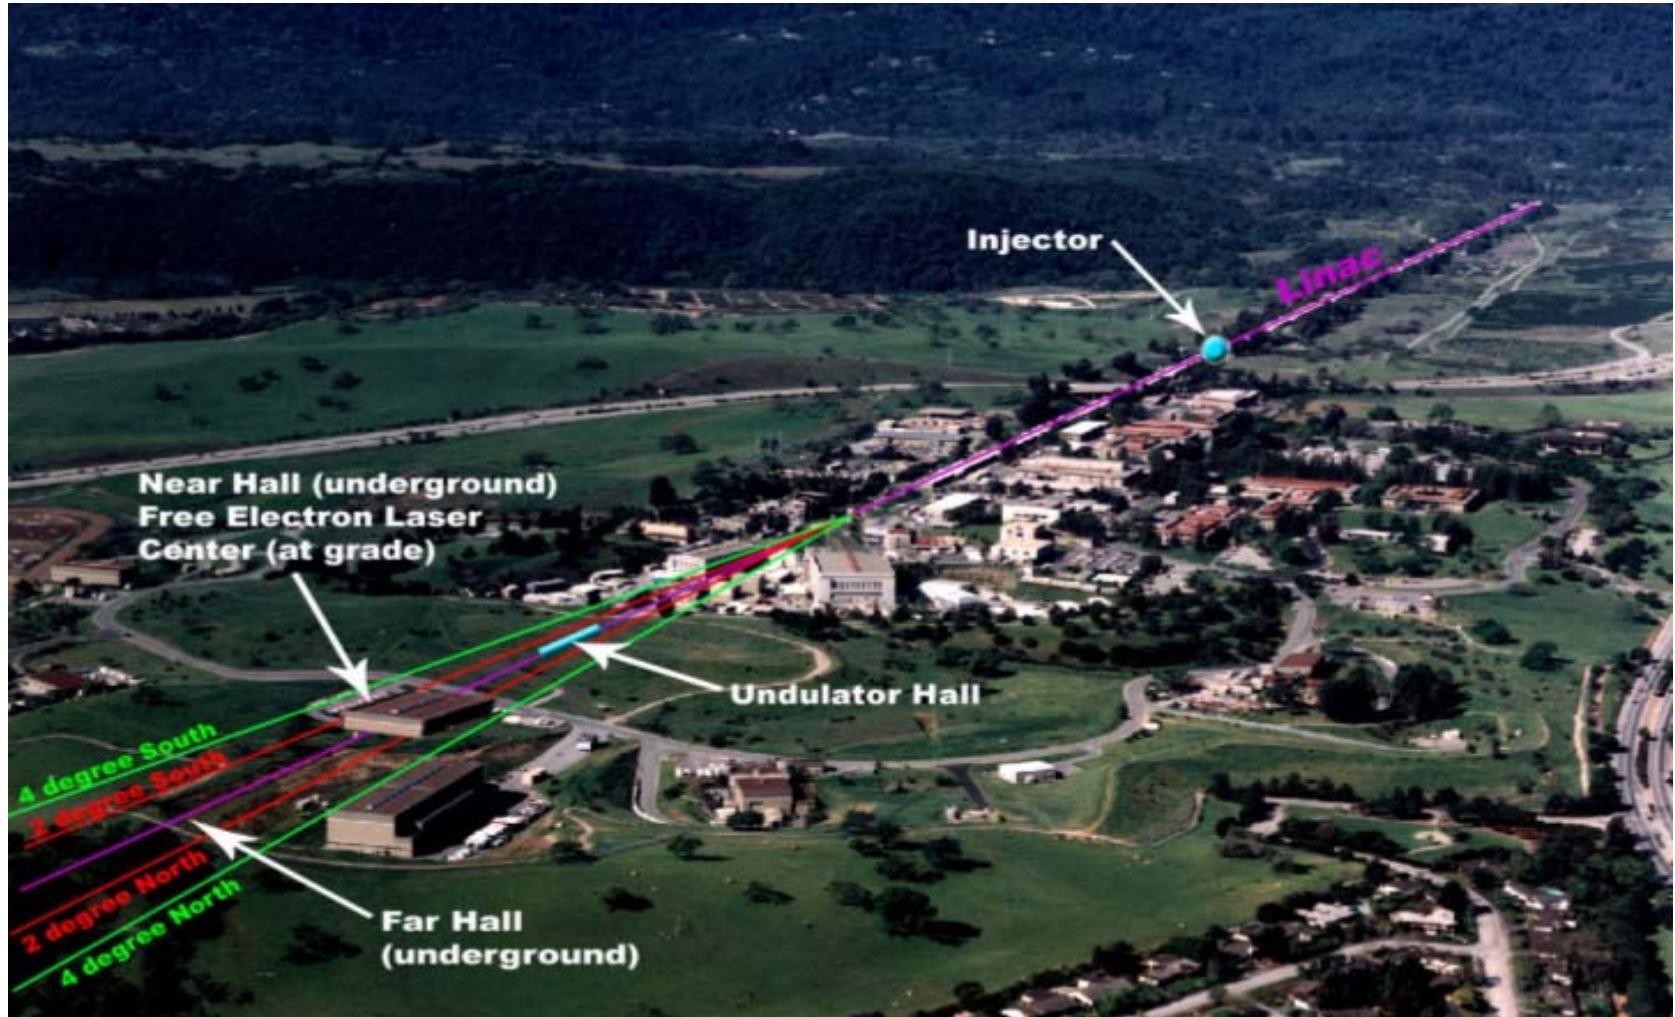 Injector
Linac
Near Hall (underground)
Free Electron Laser
Center (at grade)
Undulator Hall
4 degree South
2 degree South
2 degree North
4 degree North
Far Hall
(underground)